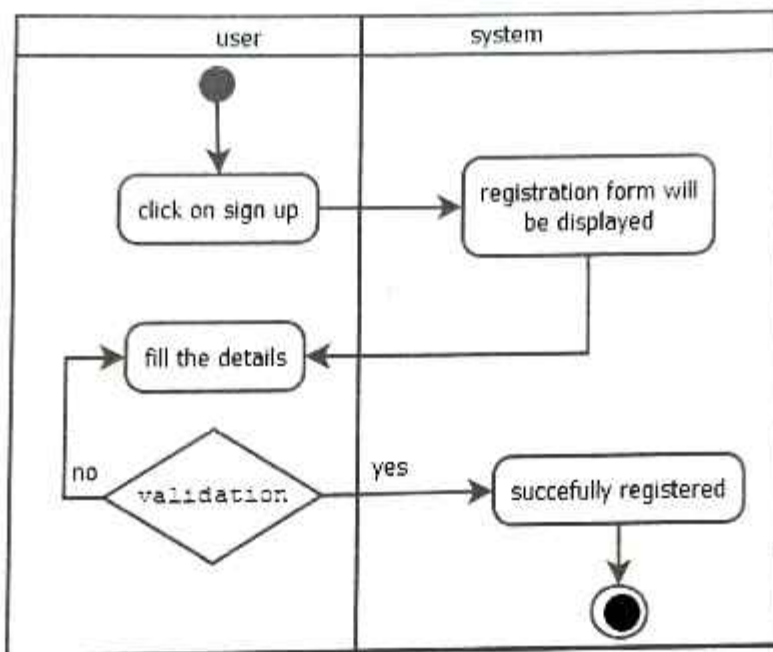 user
system
click on sign up
registration form will
be displayed
fill the details
no
validation
yes
succefully registered